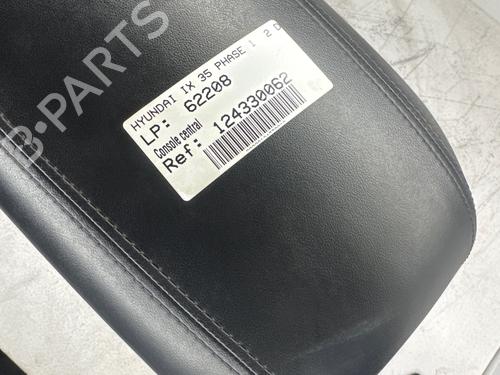 HYUNDAI IX 35 PHASE 1 2 D
LP: 62208
Console central
Ref: 124330062
B-PARTS